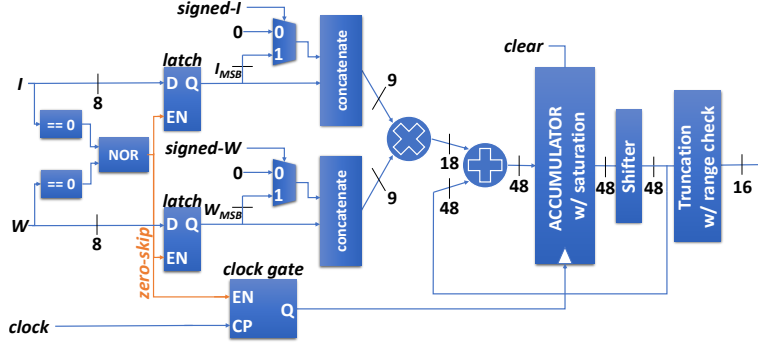 signed-I
0
0
1
latch
I
8
D Q
EN
I MSB
concatenate
9
== 0
NOR
== 0
signed-W
0
0
1
latch
W
8
D Q
EN
W MSB
concatenate
9
18
48
48
clear
ACCUMULATOR
w/ saturation
48
Shifter
48
Truncation
w/ range check
16
zero-skip
clock gate
EN
Q
CP
clock